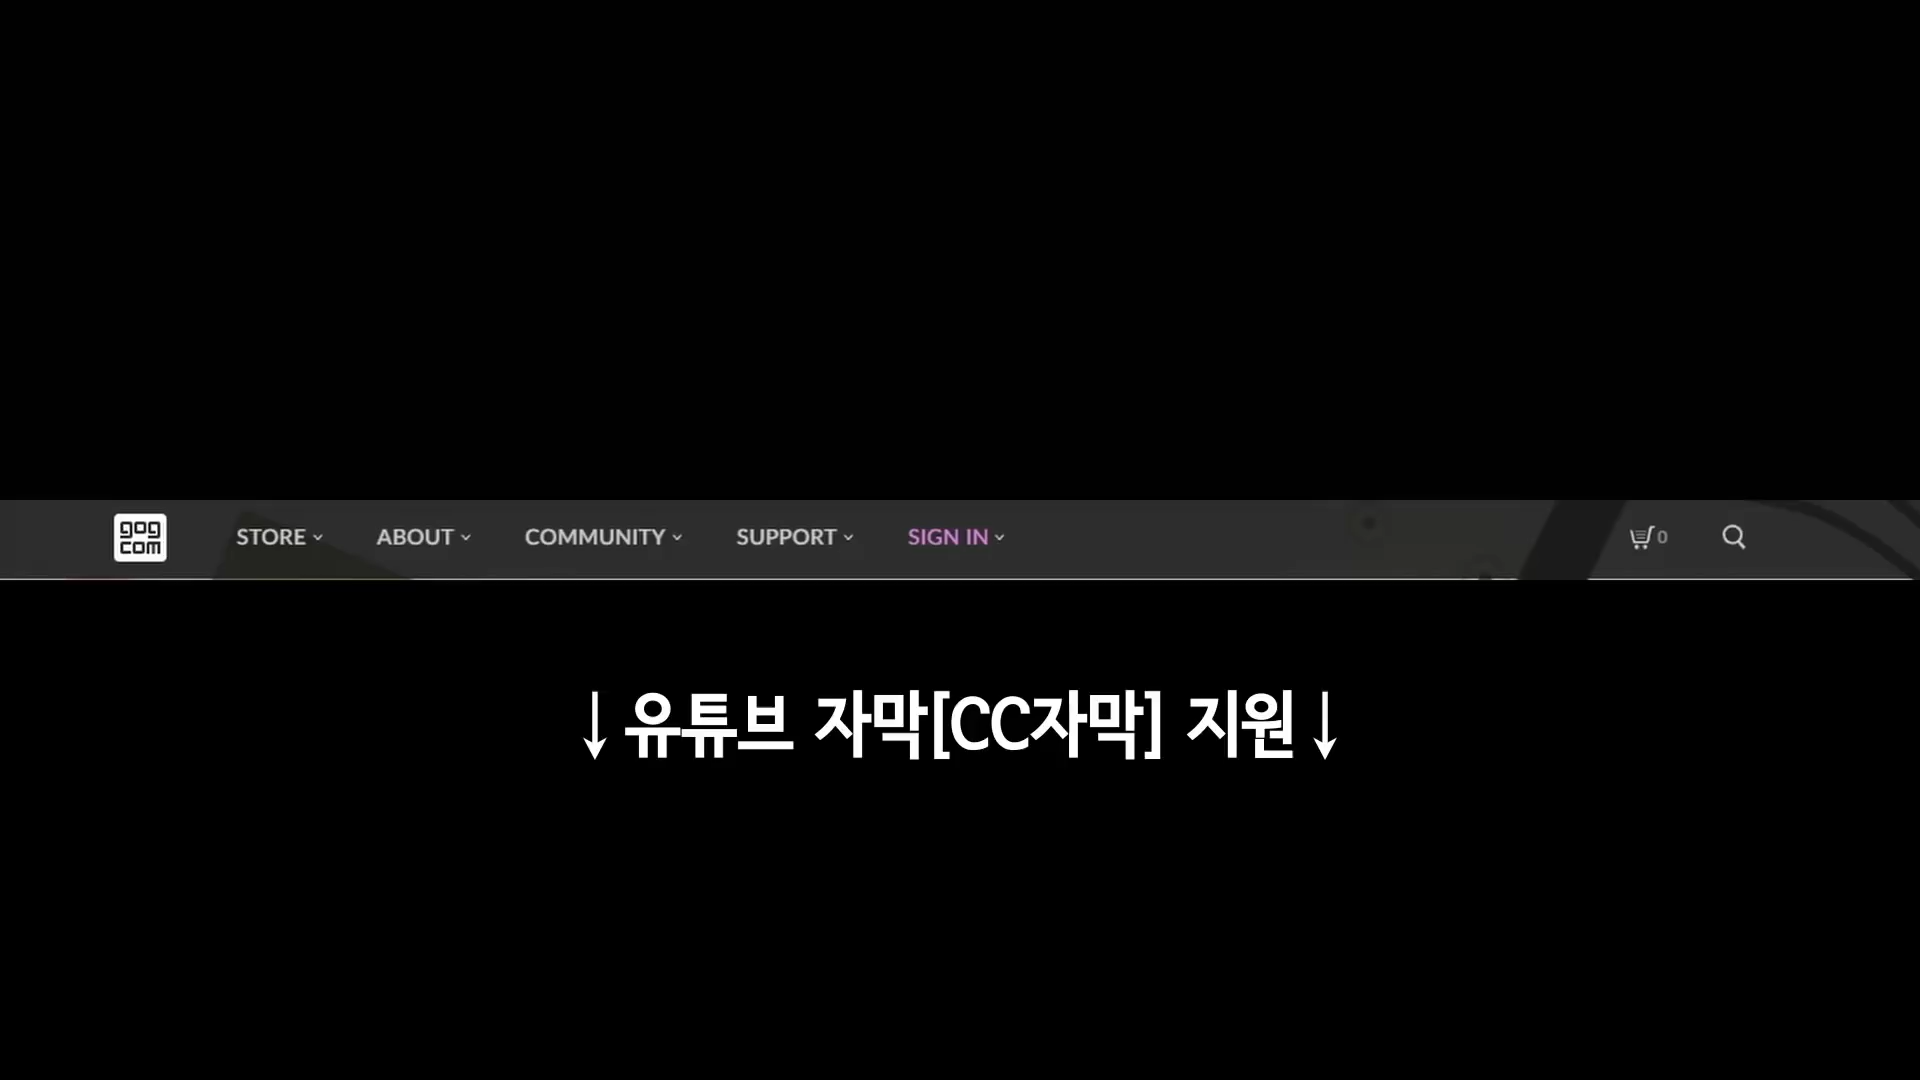 gog
com
STORE ABOUT COMMUNITY SUPPORT SIGN IN 0
↓유튜브 자막[CC자막] 지원↓